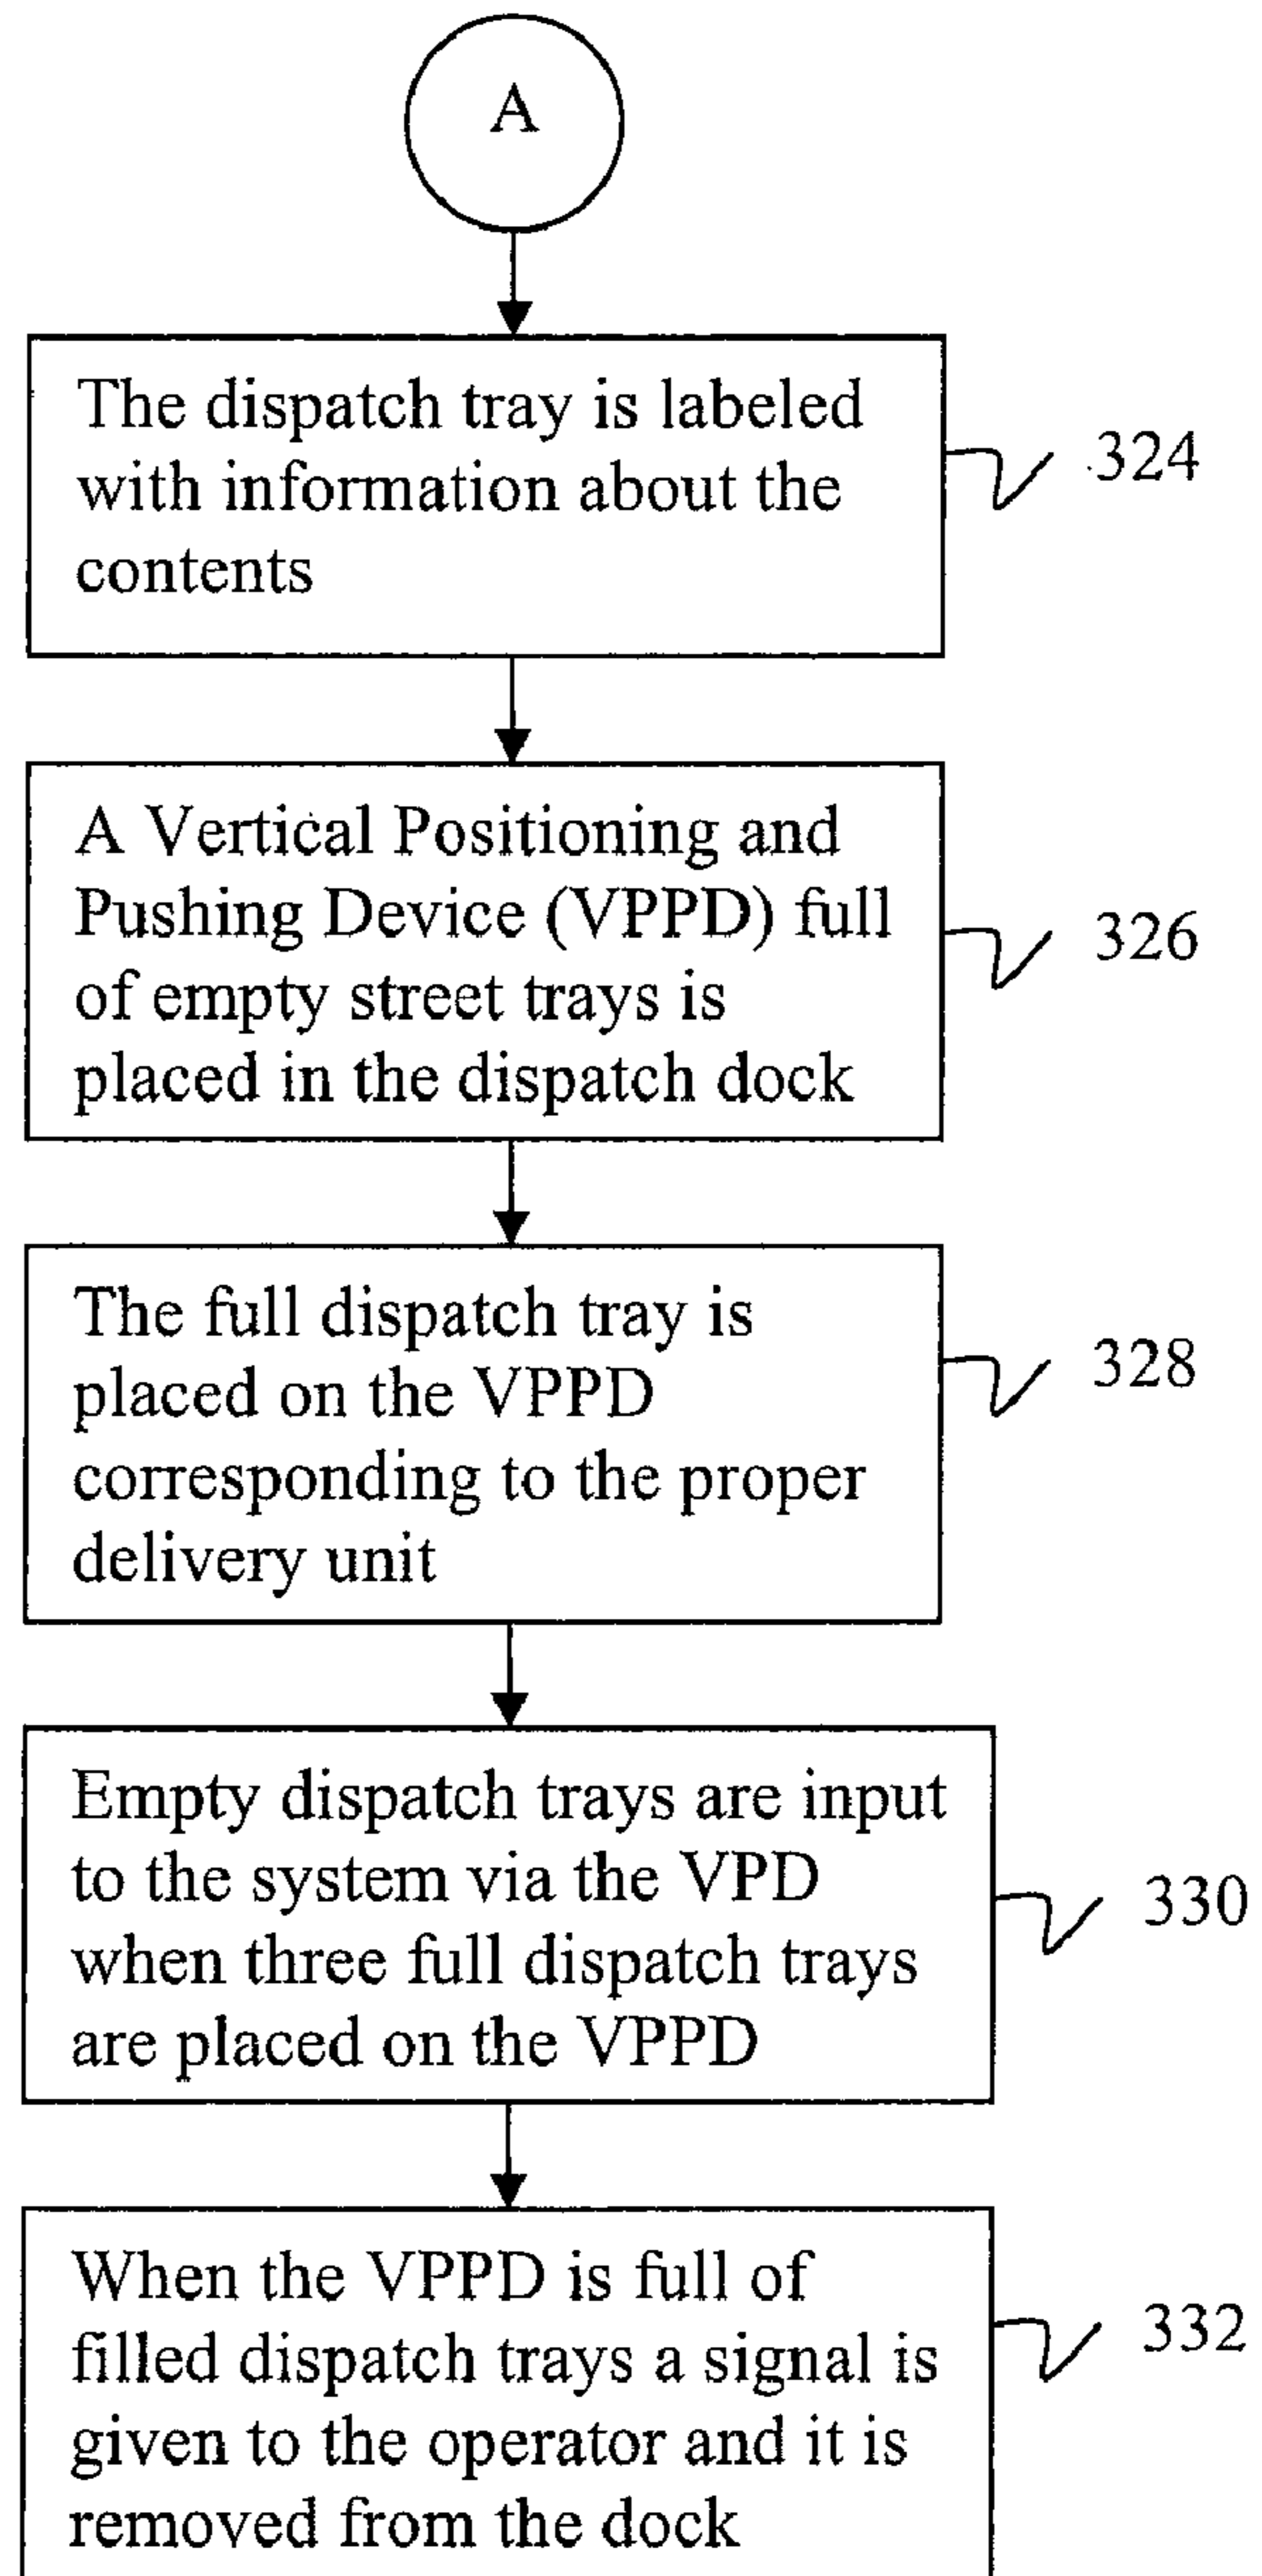 A
The dispatch tray is labeled
with information about the
contents
324
A Vertical Positioning and
Pushing Device (VPPD) full
of empty street trays is
placed in the dispatch dock
326
The full dispatch tray is
placed on the VPPD
corresponding to the proper
delivery unit
328
Empty dispatch trays are input
to the system via the VPD
when three full dispatch trays
are placed on the VPPD
330
When the VPPD is full of
filled dispatch trays a signal is
given to the operator and it is
removed from the dock
332